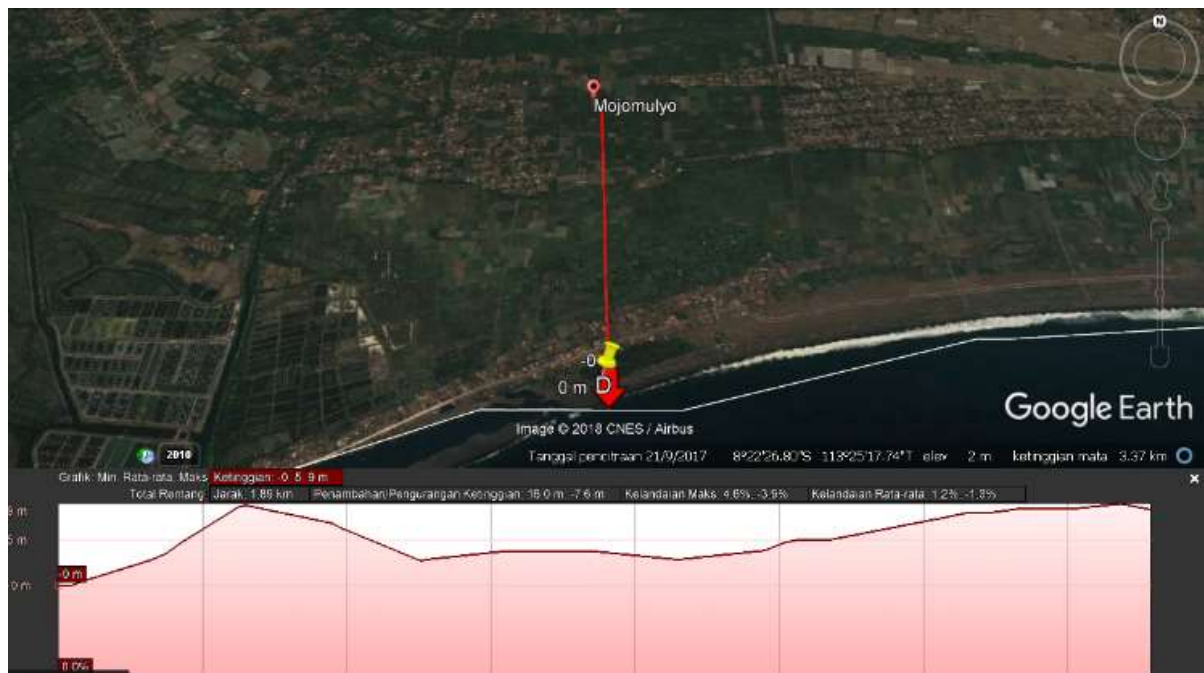 N
Mojomulyo
-0
0 m D
Google Earth
Image © 2018 CNES / Airbus
2010
Tanggal pencitraan 21/9/2017 8°22'26.80"S 113°25'17.74"T elev 2 m ketinggian mata 3.37 km
Grafik: Min. Rata-rata, Maks Ketinggian: -0, 5, 9 m
Total Rentang: Jarak: 1.89 km Penambahan/Pengurangan Ketinggian: 16.0 m, -7.6 m Kelandaian Maks: 4.6%, -3.9% Kelandaian Rata-rata: 1.2%, -1.3%
9 m
5 m
-0 m
-0 m